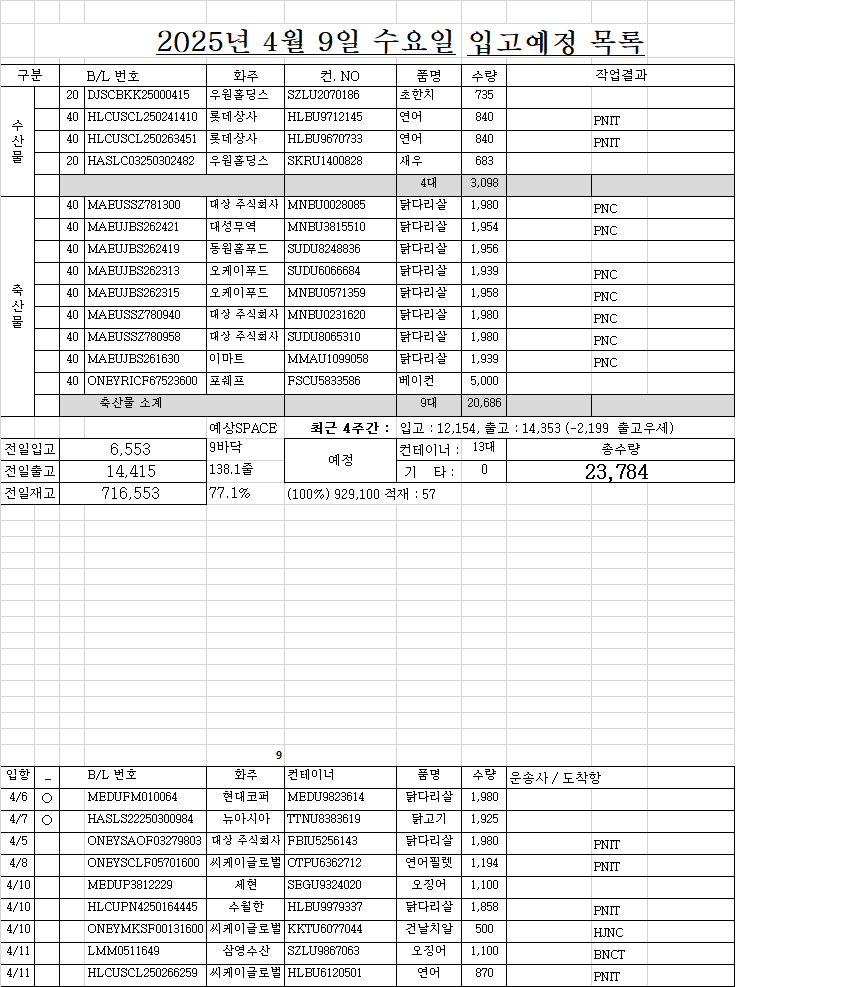 2025년 4월 9일 수요일 입고예정 목록
구분 B/L 번호 화주 컨. NO 품명 수량 작업결과
수산물
20 DJSCBKK25000415 우원홀딩스 SZLU2070186 초한치 735
40 HLCUSCL250241410 롯데상사 HLBU9712145 연어 840 PNIT
40 HLCUSCL250263451 롯데상사 HLBU9670733 연어 840 PNIT
20 HASLC03250302482 우원홀딩스 SKRU1400828 새우 683
4대 3,098
축산물
40 MAEUSSZ781300 대상 주식회사 MNBU0028085 닭다리살 1,980 PNC
40 MAEUJBS262421 대성무역 MNBU3815510 닭다리살 1,954 PNC
40 MAEUJBS262419 동원홈푸드 SUDU8248836 닭다리살 1,956
40 MAEUJBS262313 오케이푸드 SUDU6066684 닭다리살 1,939 PNC
40 MAEUJBS262315 오케이푸드 MNBU0571359 닭다리살 1,958 PNC
40 MAEUSSZ780940 대상 주식회사 MNBU0231620 닭다리살 1,980 PNC
40 MAEUSSZ780958 대상 주식회사 SUDU8065310 닭다리살 1,980 PNC
40 MAEUJBS261630 이마트 MMAU1099058 닭다리살 1,939 PNC
40 ONEYRICF67523600 포쉐프 FSCU5833586 베이컨 5,000
축산물 소계 9대 20,686
예상SPACE 최근 4주간 : 입고 : 12,154, 출고 : 14,353 (-2,199 출고우세)
전일입고 6,553 9바닥 예정 컨테이너 : 13대 총수량
전일출고 14,415 138.1줄 기 타 : 0 23,784
전일재고 716,553 77.1% (100%) 929,100 적재 : 57
9
입항 _ B/L 번호 화주 컨테이너 품명 수량 운송사 / 도착항
4/6 ○ MEDUFM010064 현대코퍼 MEDU9823614 닭다리살 1,980
4/7 ○ HASLS22250300984 뉴아시아 TTNU8383619 닭고기 1,925
4/5 ONEYSAOF03279803 대상 주식회사 FBIU5256143 닭다리살 1,980 PNIT
4/8 ONEYSCLF05701600 씨케이글로벌 OTPU6362712 연어필렛 1,194 PNIT
4/10 MEDUP3812229 제현 SEGU9324020 오징어 1,100
4/10 HLCUPN4250164445 수월한 HLBU9979337 닭다리살 1,858 PNIT
4/10 ONEYMKSF00131600 씨케이글로벌 KKTU6077044 건날치알 500 HJNC
4/11 LMM0511649 삼영수산 SZLU9867063 오징어 1,100 BNCT
4/11 HLCUSCL250266259 씨케이글로벌 HLBU6120501 연어 870 PNIT